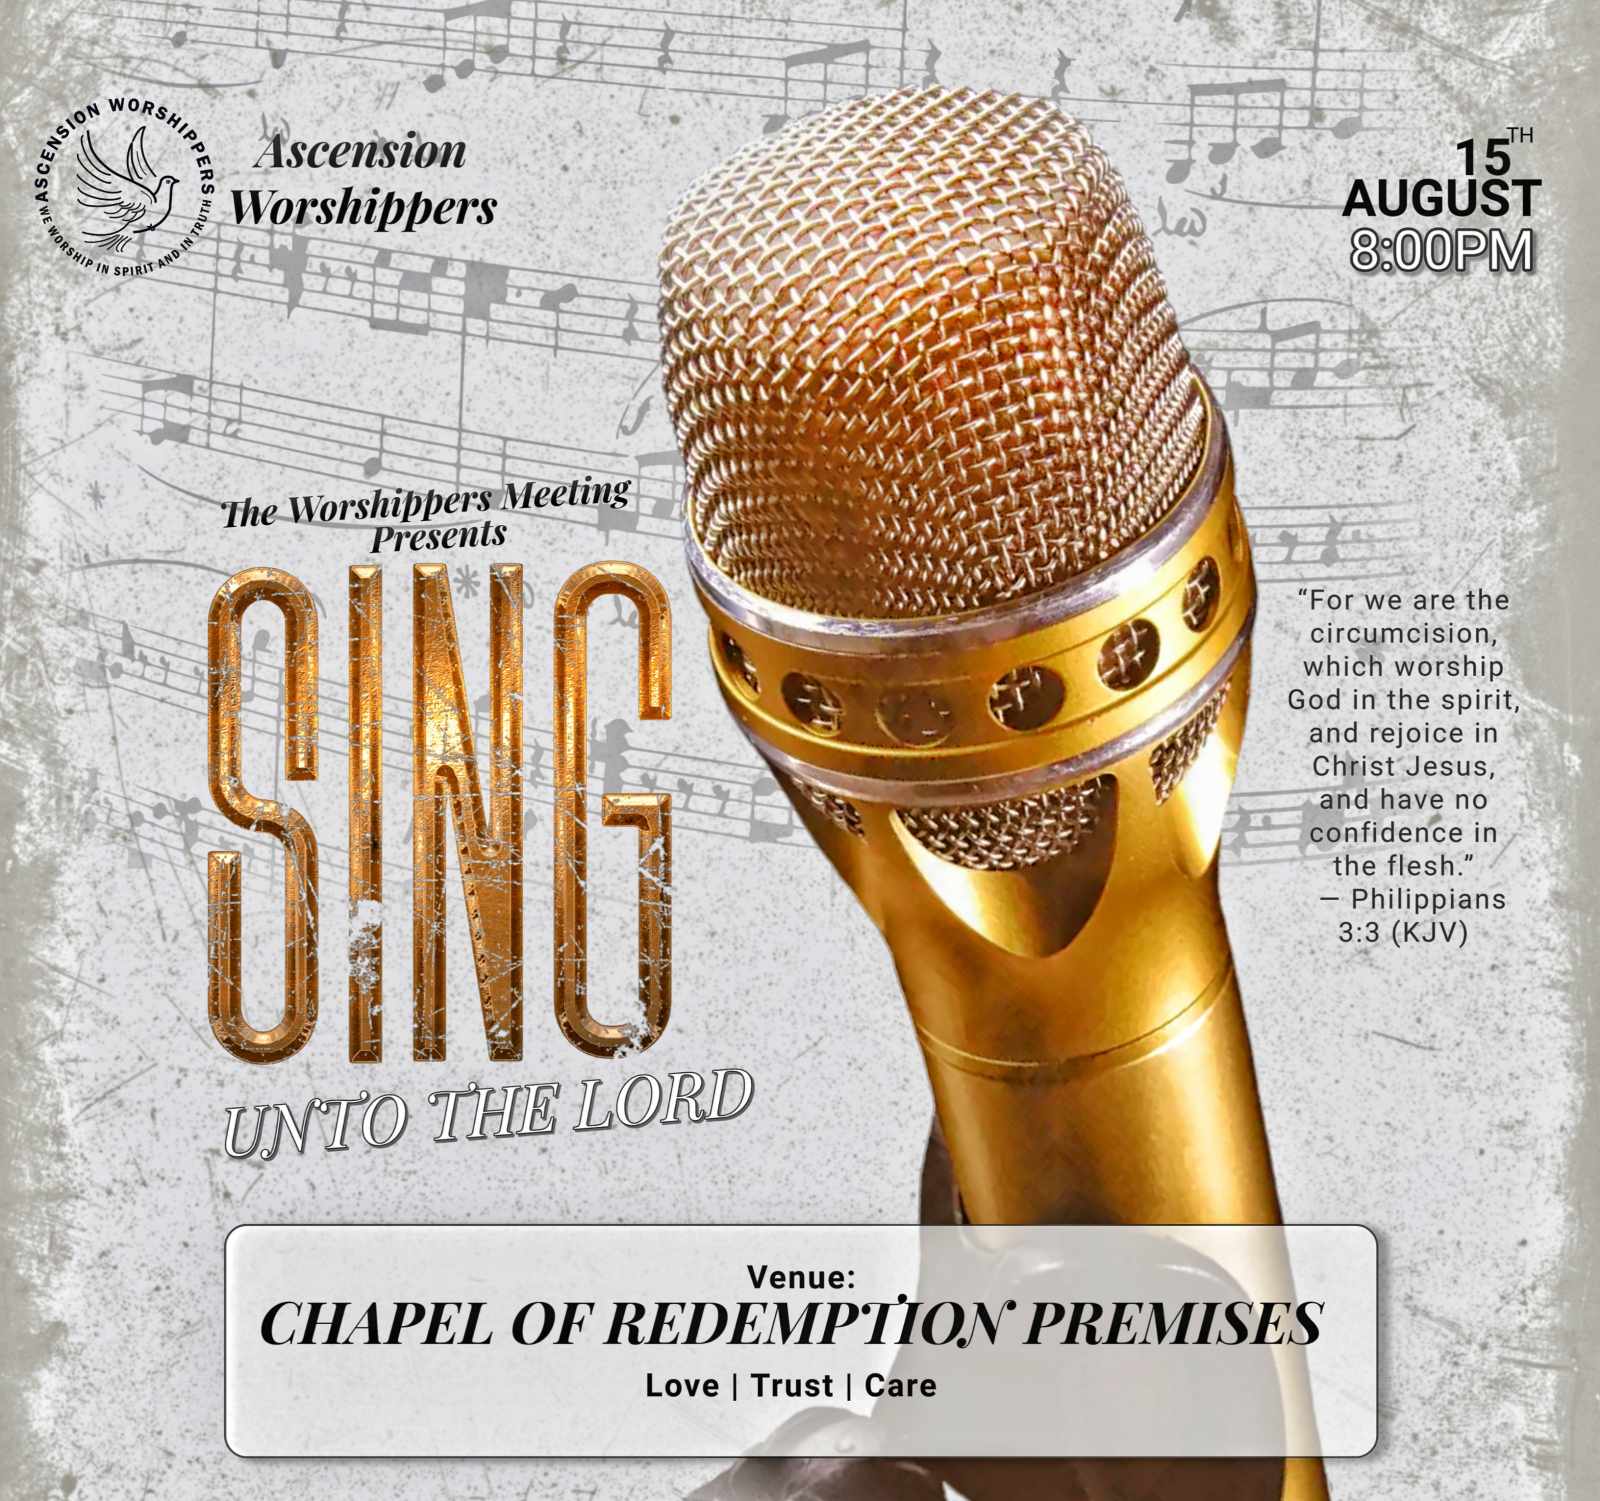 ASCENSION WORSHIPPERS
WE WORSHIP IN SPIRIT AND IN TRUTH
Ascension
Worshippers
15TH
AUGUST
8:00PM
The Worshippers Meeting
Presents
SING
UNTO THE LORD
“For we are the
circumcision,
which worship
God in the spirit,
and rejoice in
Christ Jesus,
and have no
confidence in
the flesh.”
— Philippians
3:3 (KJV)
Venue:
CHAPEL OF REDEMPTION PREMISES
Love | Trust | Care